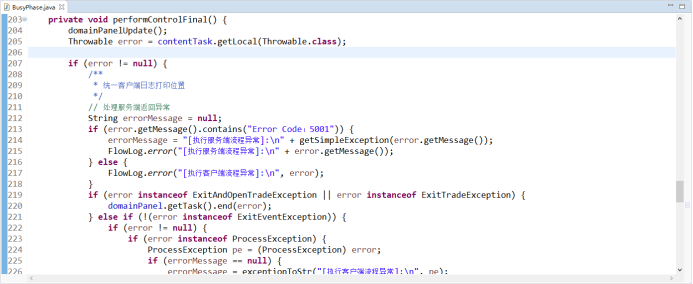 BusyPhase.java
203 private void performControlFinal() {
204 domainPanelUpdate();
205 Throwable error = contentTask.getLocal(Throwable.class);
206
207 if (error != null) {
208 /**
209 * 统一客户端日志打印位置
210 */
211 // 处理服务端返回异常
212 String errorMessage = null;
213 if (error.getMessage().contains("Error Code：5001")) {
214 errorMessage = "[执行服务端流程异常]:\n" + getSimpleException(error.getMessage());
215 FlowLog.error("[执行服务端流程异常]:\n" + error.getMessage());
216 } else {
217 FlowLog.error("[执行客户端流程异常]:\n", error);
218 }
219 if (error instanceof ExitAndOpenTradeException || error instanceof ExitTradeException) {
220 domainPanel.getTask().end(error);
221 } else if (!(error instanceof ExitEventException)) {
222 if (error != null) {
223 if (error instanceof ProcessException) {
224 ProcessException pe = (ProcessException) error;
225 if (errorMessage == null) {
226 errorMessage = exceptionToStr("[执行客户端流程异常]:\n", pe);